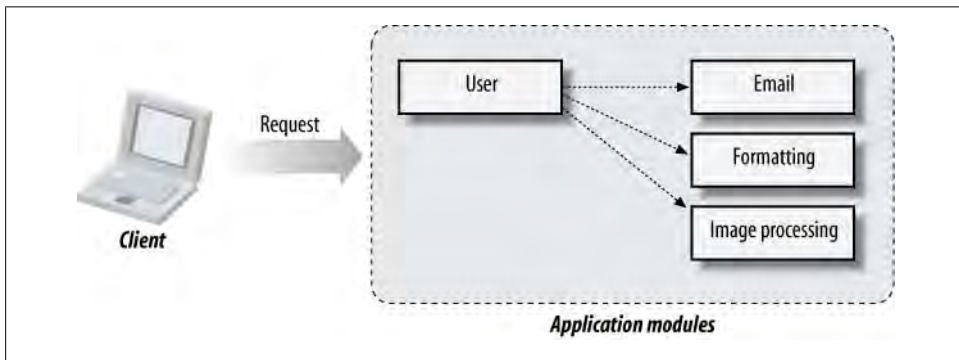 User
Email
Request
Formatting
Image processing
Client
Application modules